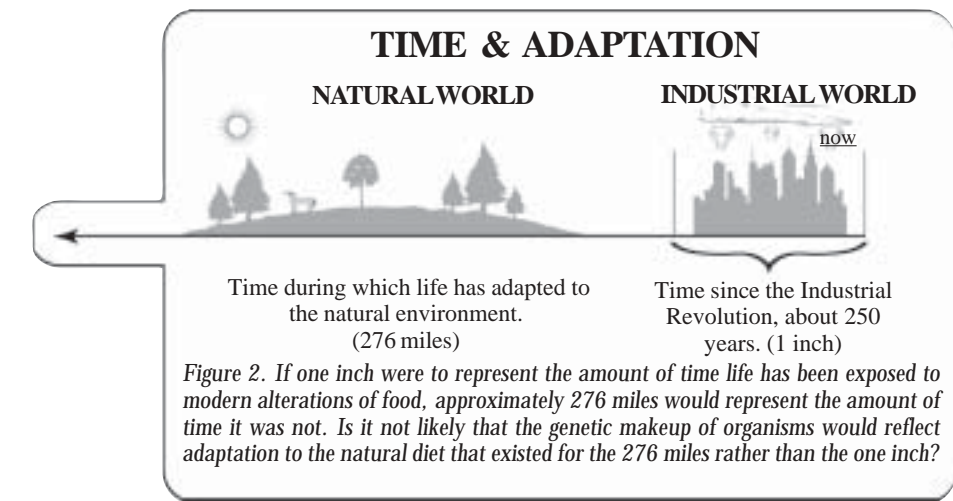 TIME & ADAPTATION
NATURAL WORLD
INDUSTRIAL WORLD
now
Time during which life has adapted to
the natural environment.
(276 miles)
Time since the Industrial
Revolution, about 250
years. (1 inch)
Figure 2. If one inch were to represent the amount of time life has been exposed to
modern alterations of food, approximately 276 miles would represent the amount of
time it was not. Is it not likely that the genetic makeup of organisms would reflect
adaptation to the natural diet that existed for the 276 miles rather than the one inch?